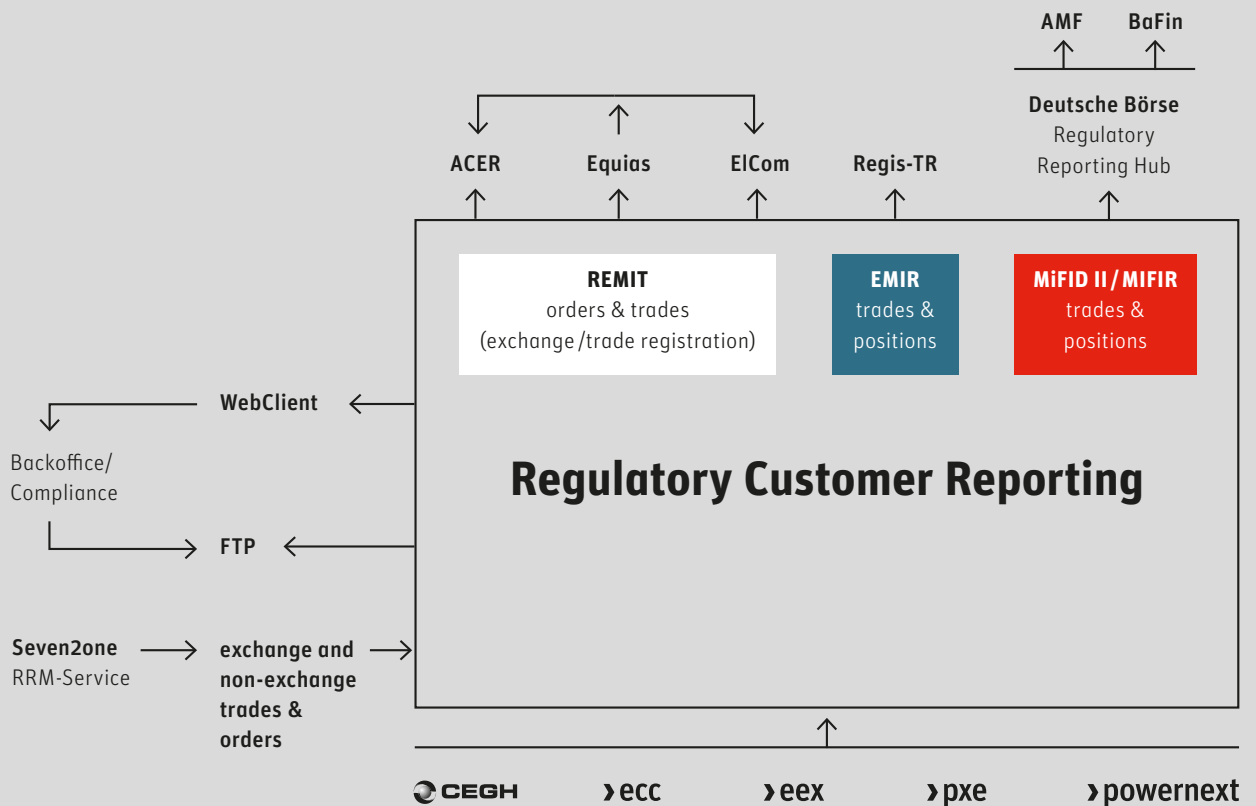 AMF BaFin
Deutsche Börse
Regulatory
Reporting Hub
ACER Equias ElCom Regis-TR
REMIT
orders & trades
(exchange/trade registration)
EMIR
trades &
positions
MiFID II/MIFIR
trades &
positions
WebClient
Backoffice/
Compliance
Regulatory Customer Reporting
FTP
Seven2one
RRM-Service
exchange and
non-exchange
trades &
orders
CEGH ecc eex pxe powernext